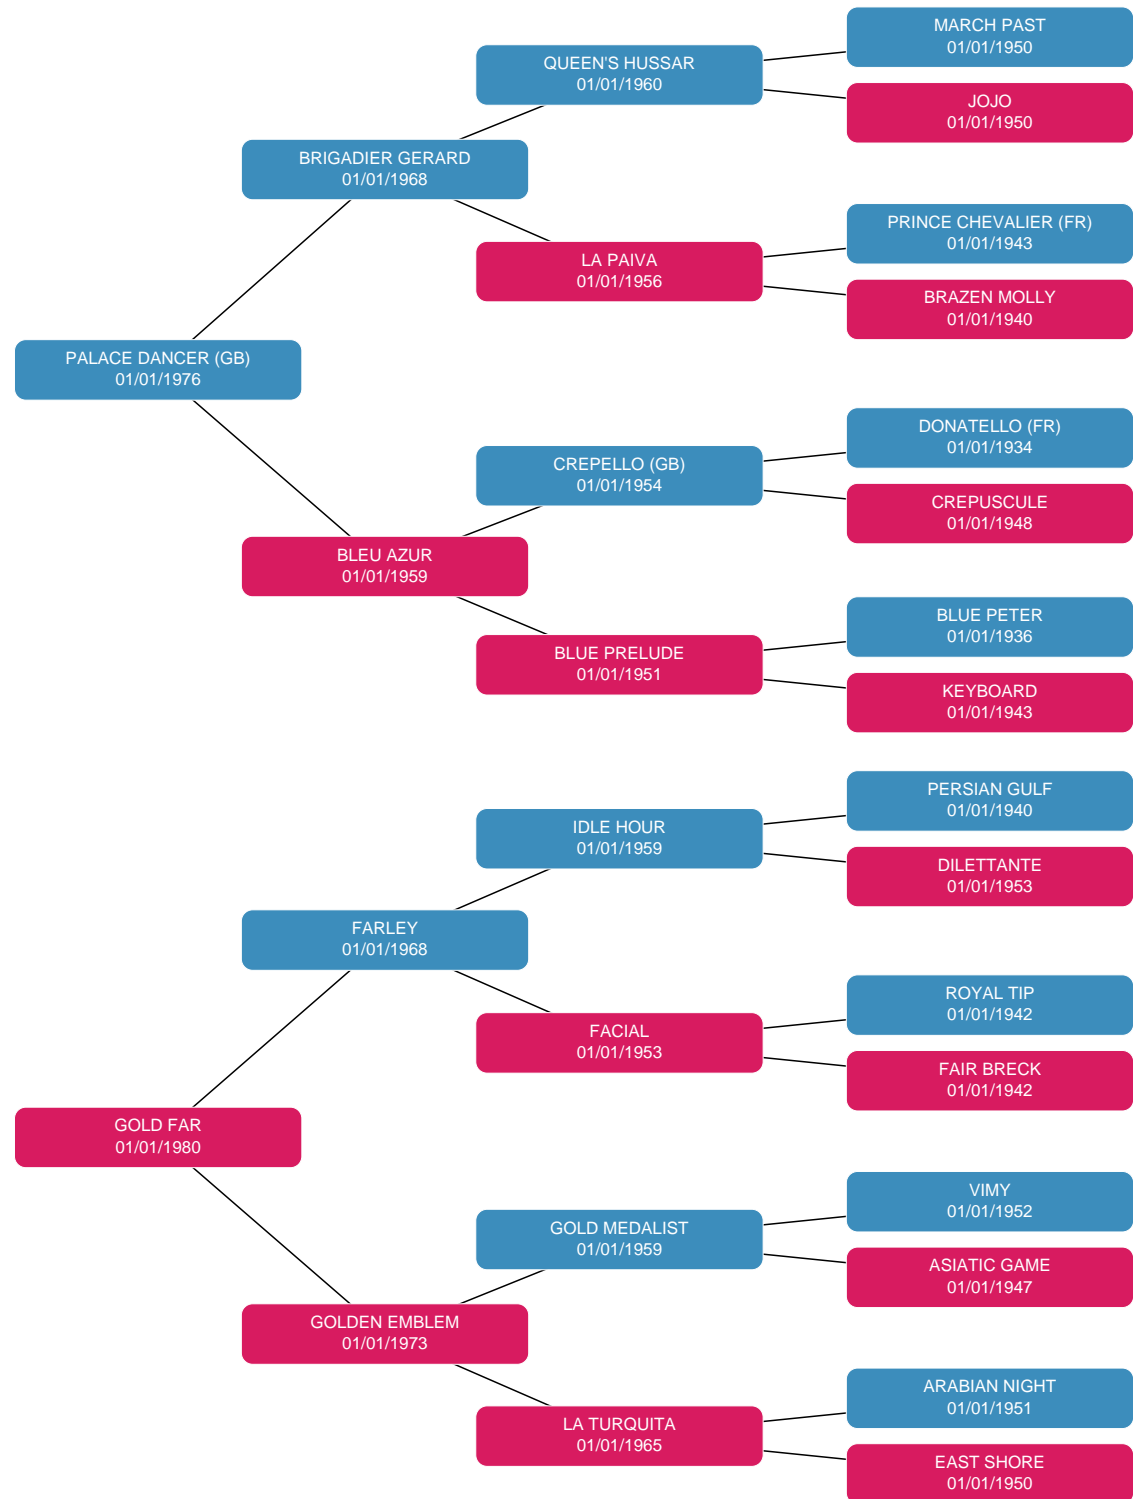 MARCH PAST
01/01/1950
QUEEN'S HUSSAR
01/01/1960
JOJO
01/01/1950
BRIGADIER GERARD
01/01/1968
PRINCE CHEVALIER (FR)
01/01/1943
LA PAIVA
01/01/1956
BRAZEN MOLLY
01/01/1940
PALACE DANCER (GB)
01/01/1976
DONATELLO (FR)
01/01/1934
CREPELLO (GB)
01/01/1954
CREPUSCULE
01/01/1948
BLEU AZUR
01/01/1959
BLUE PETER
01/01/1936
BLUE PRELUDE
01/01/1951
KEYBOARD
01/01/1943
PERSIAN GULF
01/01/1940
IDLE HOUR
01/01/1959
DILETTANTE
01/01/1953
FARLEY
01/01/1968
ROYAL TIP
01/01/1942
FACIAL
01/01/1953
FAIR BRECK
01/01/1942
GOLD FAR
01/01/1980
VIMY
01/01/1952
GOLD MEDALIST
01/01/1959
ASIATIC GAME
01/01/1947
GOLDEN EMBLEM
01/01/1973
ARABIAN NIGHT
01/01/1951
LA TURQUITA
01/01/1965
EAST SHORE
01/01/1950